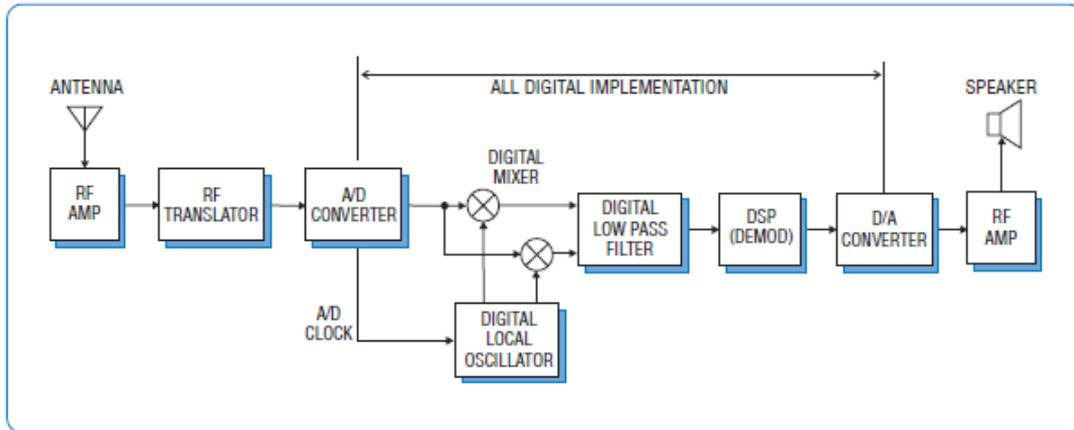 ALL DIGITAL IMPLEMENTATION
ANTENNA
SPEAKER
RF
AMP
RF
TRANSLATOR
A/D
CONVERTER
DIGITAL
MIXER
DIGITAL
LOW PASS
FILTER
DSP
(DEMOD)
D/A
CONVERTER
RF
AMP
A/D
CLOCK
DIGITAL
LOCAL
OSCILLATOR